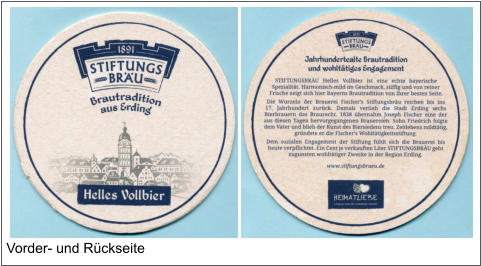 1891
STIFTUNGS
BRÄU
Brautradition
aus Erding
Helles Vollbier
1891
STIFTUNGS
BRÄU
Jahrhundertealte Brautradition
und wohltätiges Engagement
STIFTUNGSBRÄU Helles Vollbier ist eine echte bayerische
Spezialität. Harmonisch-mild im Geschmack, süffig und von reiner
Frische zeigt sich hier Bayerns Brautradition von ihrer besten Seite.
Die Wurzeln der Brauerei Fischer's Stiftungsbräu reichen bis ins
17. Jahrhundert zurück. Damals verlieh die Stadt Erding sechs
Bierbrauern das Braurecht. 1838 übernahm Joseph Fischer eine der
aus diesen Tagen hervorgegangenen Brauereien. Sohn Friedrich folgte
dem Vater und blieb der Kunst des Bierseidens treu. Zeitlebens mildtätig,
gründete er die Fischer's Wohltätigkeitsstiftung.
Dem sozialen Engagement der Stiftung fühlt sich die Brauerei bis
heute verpflichtet. Ein Cent je verkauften Liter STIFTUNGSBRÄU geht
zugunsten wohltätiger Zwecke in der Region Erding.
www.stiftungsbraeu.de
HEIMATLIEBE
Vorder- und Rückseite